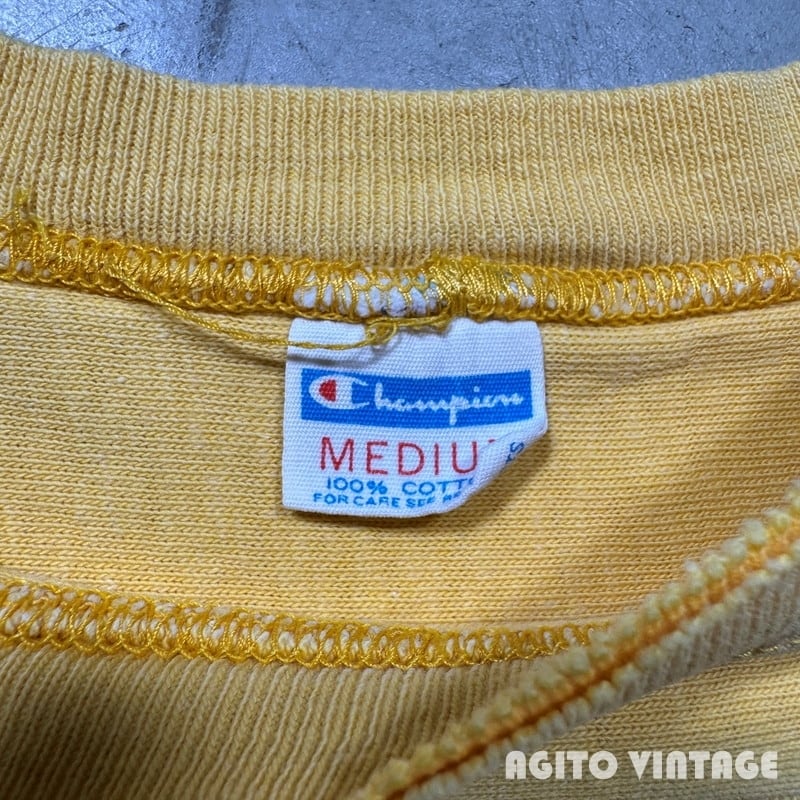 Champion
MEDIU
100% COTT
FOR CARE SEE RE
AGITO VINTAGE